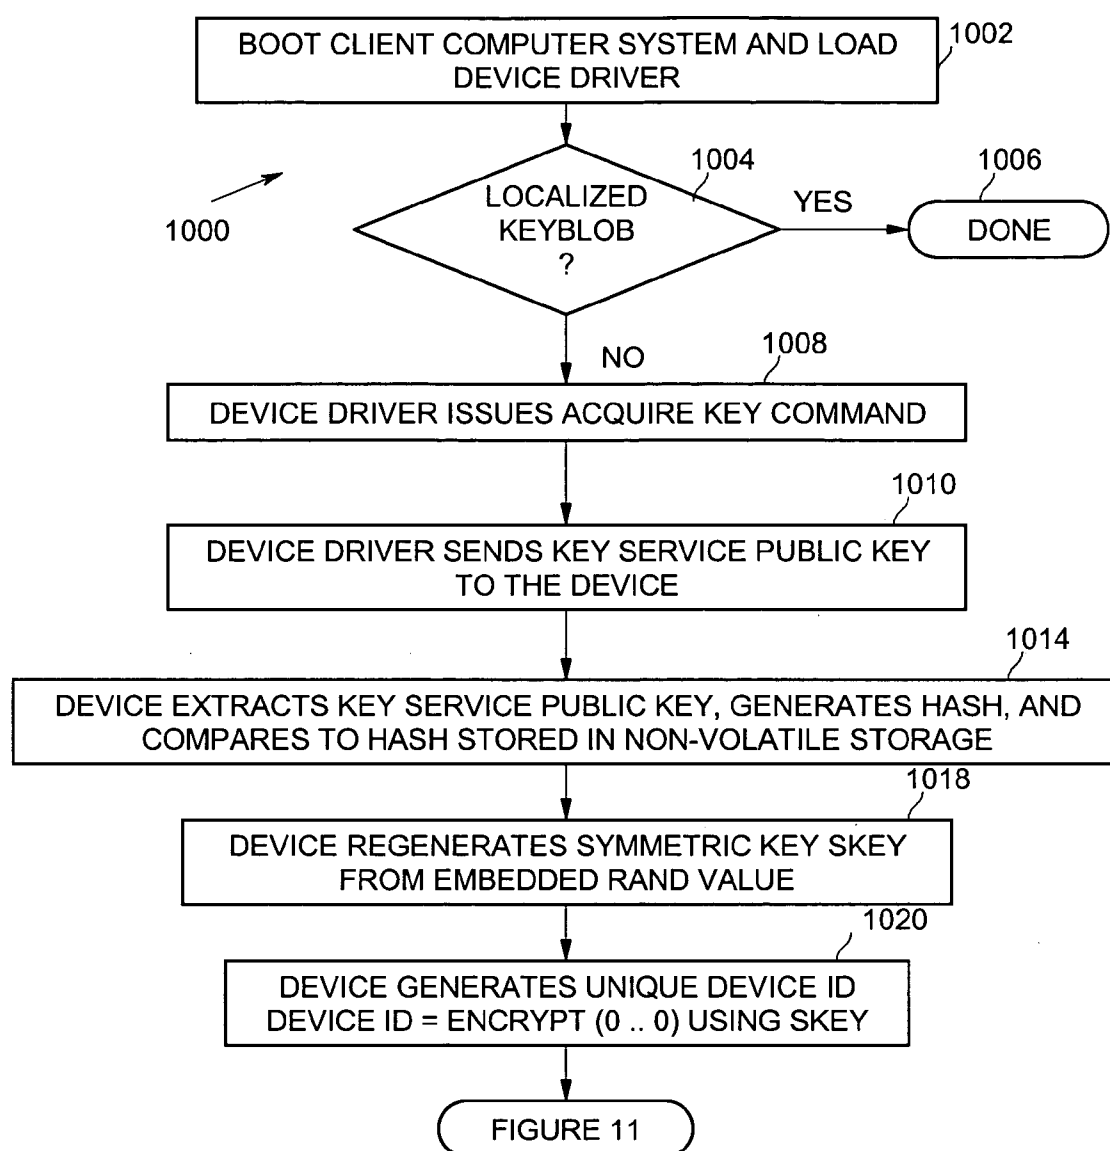 BOOT CLIENT COMPUTER SYSTEM AND LOAD
DEVICE DRIVER
1002
1004
1006
LOCALIZED
KEYBLOB
?
YES
DONE
1000
NO
1008
DEVICE DRIVER ISSUES ACQUIRE KEY COMMAND
1010
DEVICE DRIVER SENDS KEY SERVICE PUBLIC KEY
TO THE DEVICE
1014
DEVICE EXTRACTS KEY SERVICE PUBLIC KEY, GENERATES HASH, AND
COMPARES TO HASH STORED IN NON-VOLATILE STORAGE
1018
DEVICE REGENERATES SYMMETRIC KEY SKEY
FROM EMBEDDED RAND VALUE
1020
DEVICE GENERATES UNIQUE DEVICE ID
DEVICE ID = ENCRYPT (0 .. 0) USING SKEY
FIGURE 11